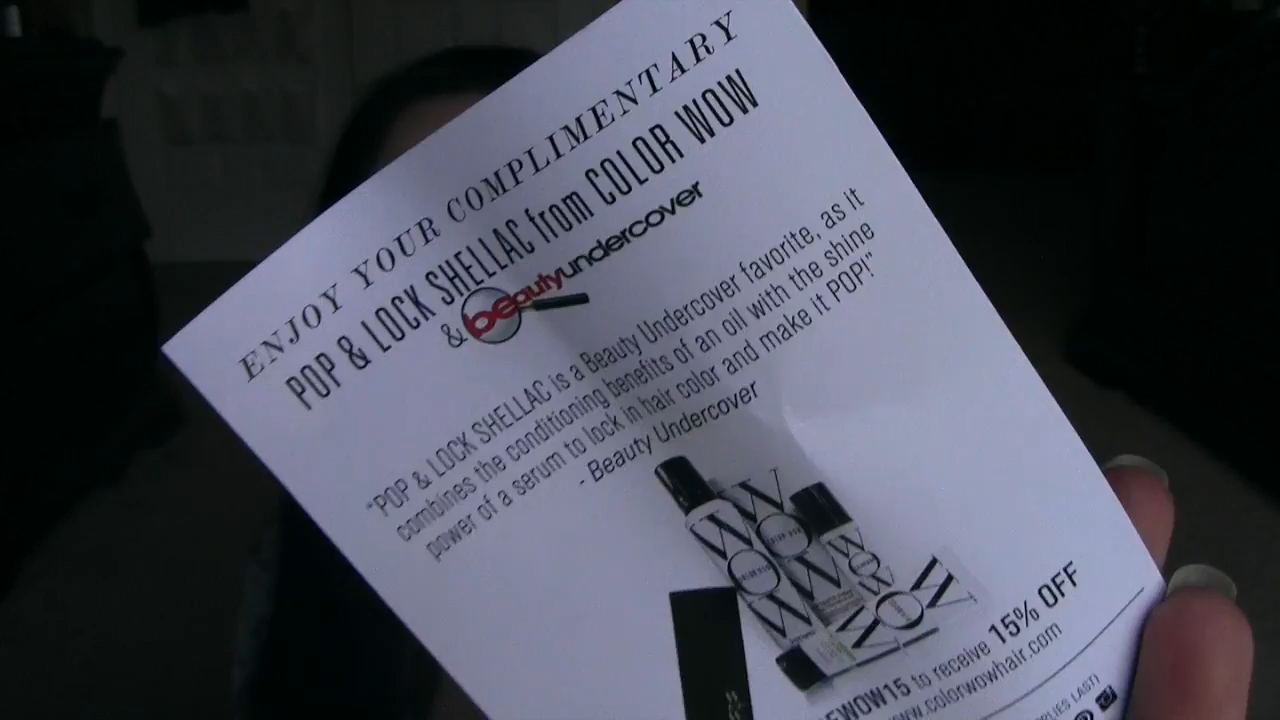 ENJOY YOUR COMPLIMENTARY
POP & LOCK SHELLAC from COLOR WOW
& beautyundercover
"POP & LOCK SHELLAC is a Beauty Undercover favorite, as it
combines the conditioning benefits of an oil with the shine
power of a serum to lock in hair color and make it POP!"
- Beauty Undercover
WOW
WOW
WOW
to receive 15% OFF
www.colorwowhair.com
LAST)